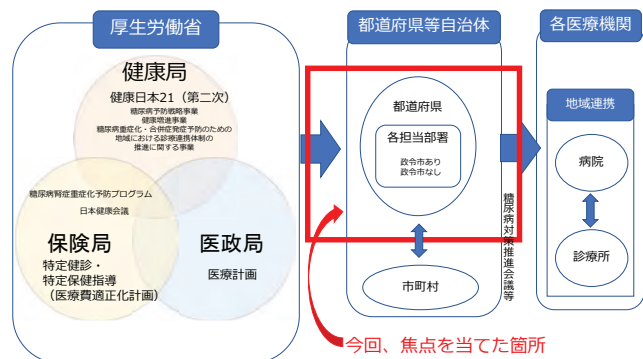 厚生労働省
健康局
健康日本21（第二次）
糖尿病予防戦略事業
健康増進事業
糖尿病重症化・合併症発症予防のための
地域における診療連携体制の
推進に関する事業
糖尿病腎症重症化予防プログラム
日本健康会議
保険局
特定健診・
特定保健指導
（医療費適正化計画）
医政局
医療計画
都道府県等自治体
都道府県
各担当部署
政令市あり
政令市なし
市町村
糖尿病対策推進会議等
各医療機関
地域連携
病院
診療所
今回、焦点を当てた箇所